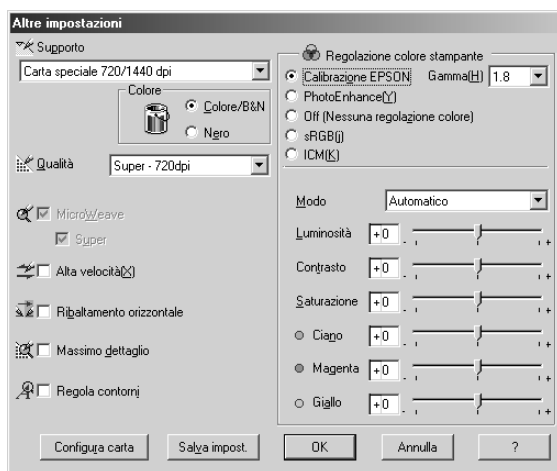 Altre impostazioni
Supporto
Carta speciale 720/1440 dpi
Colore
Colore/B&N
Nero
Qualità
Super - 720dpi
MicroWeave
Super
Alta velocità(X)
Ribaltamento orizzontale
Massimo dettaglio
Regola contorni
Regolazione colore stampante
Calibrazione EPSON
Gamma(H)
1.8
PhotoEnhance(Y)
Off (Nessuna regolazione colore)
sRGB(j)
ICM(K)
Modo
Automatico
Luminosità
+0
- +
Contrasto
+0
- +
Saturazione
+0
- +
Ciano
+0
- +
Magenta
+0
- +
Giallo
+0
- +
Configura carta
Salva impost.
OK
Annulla
?